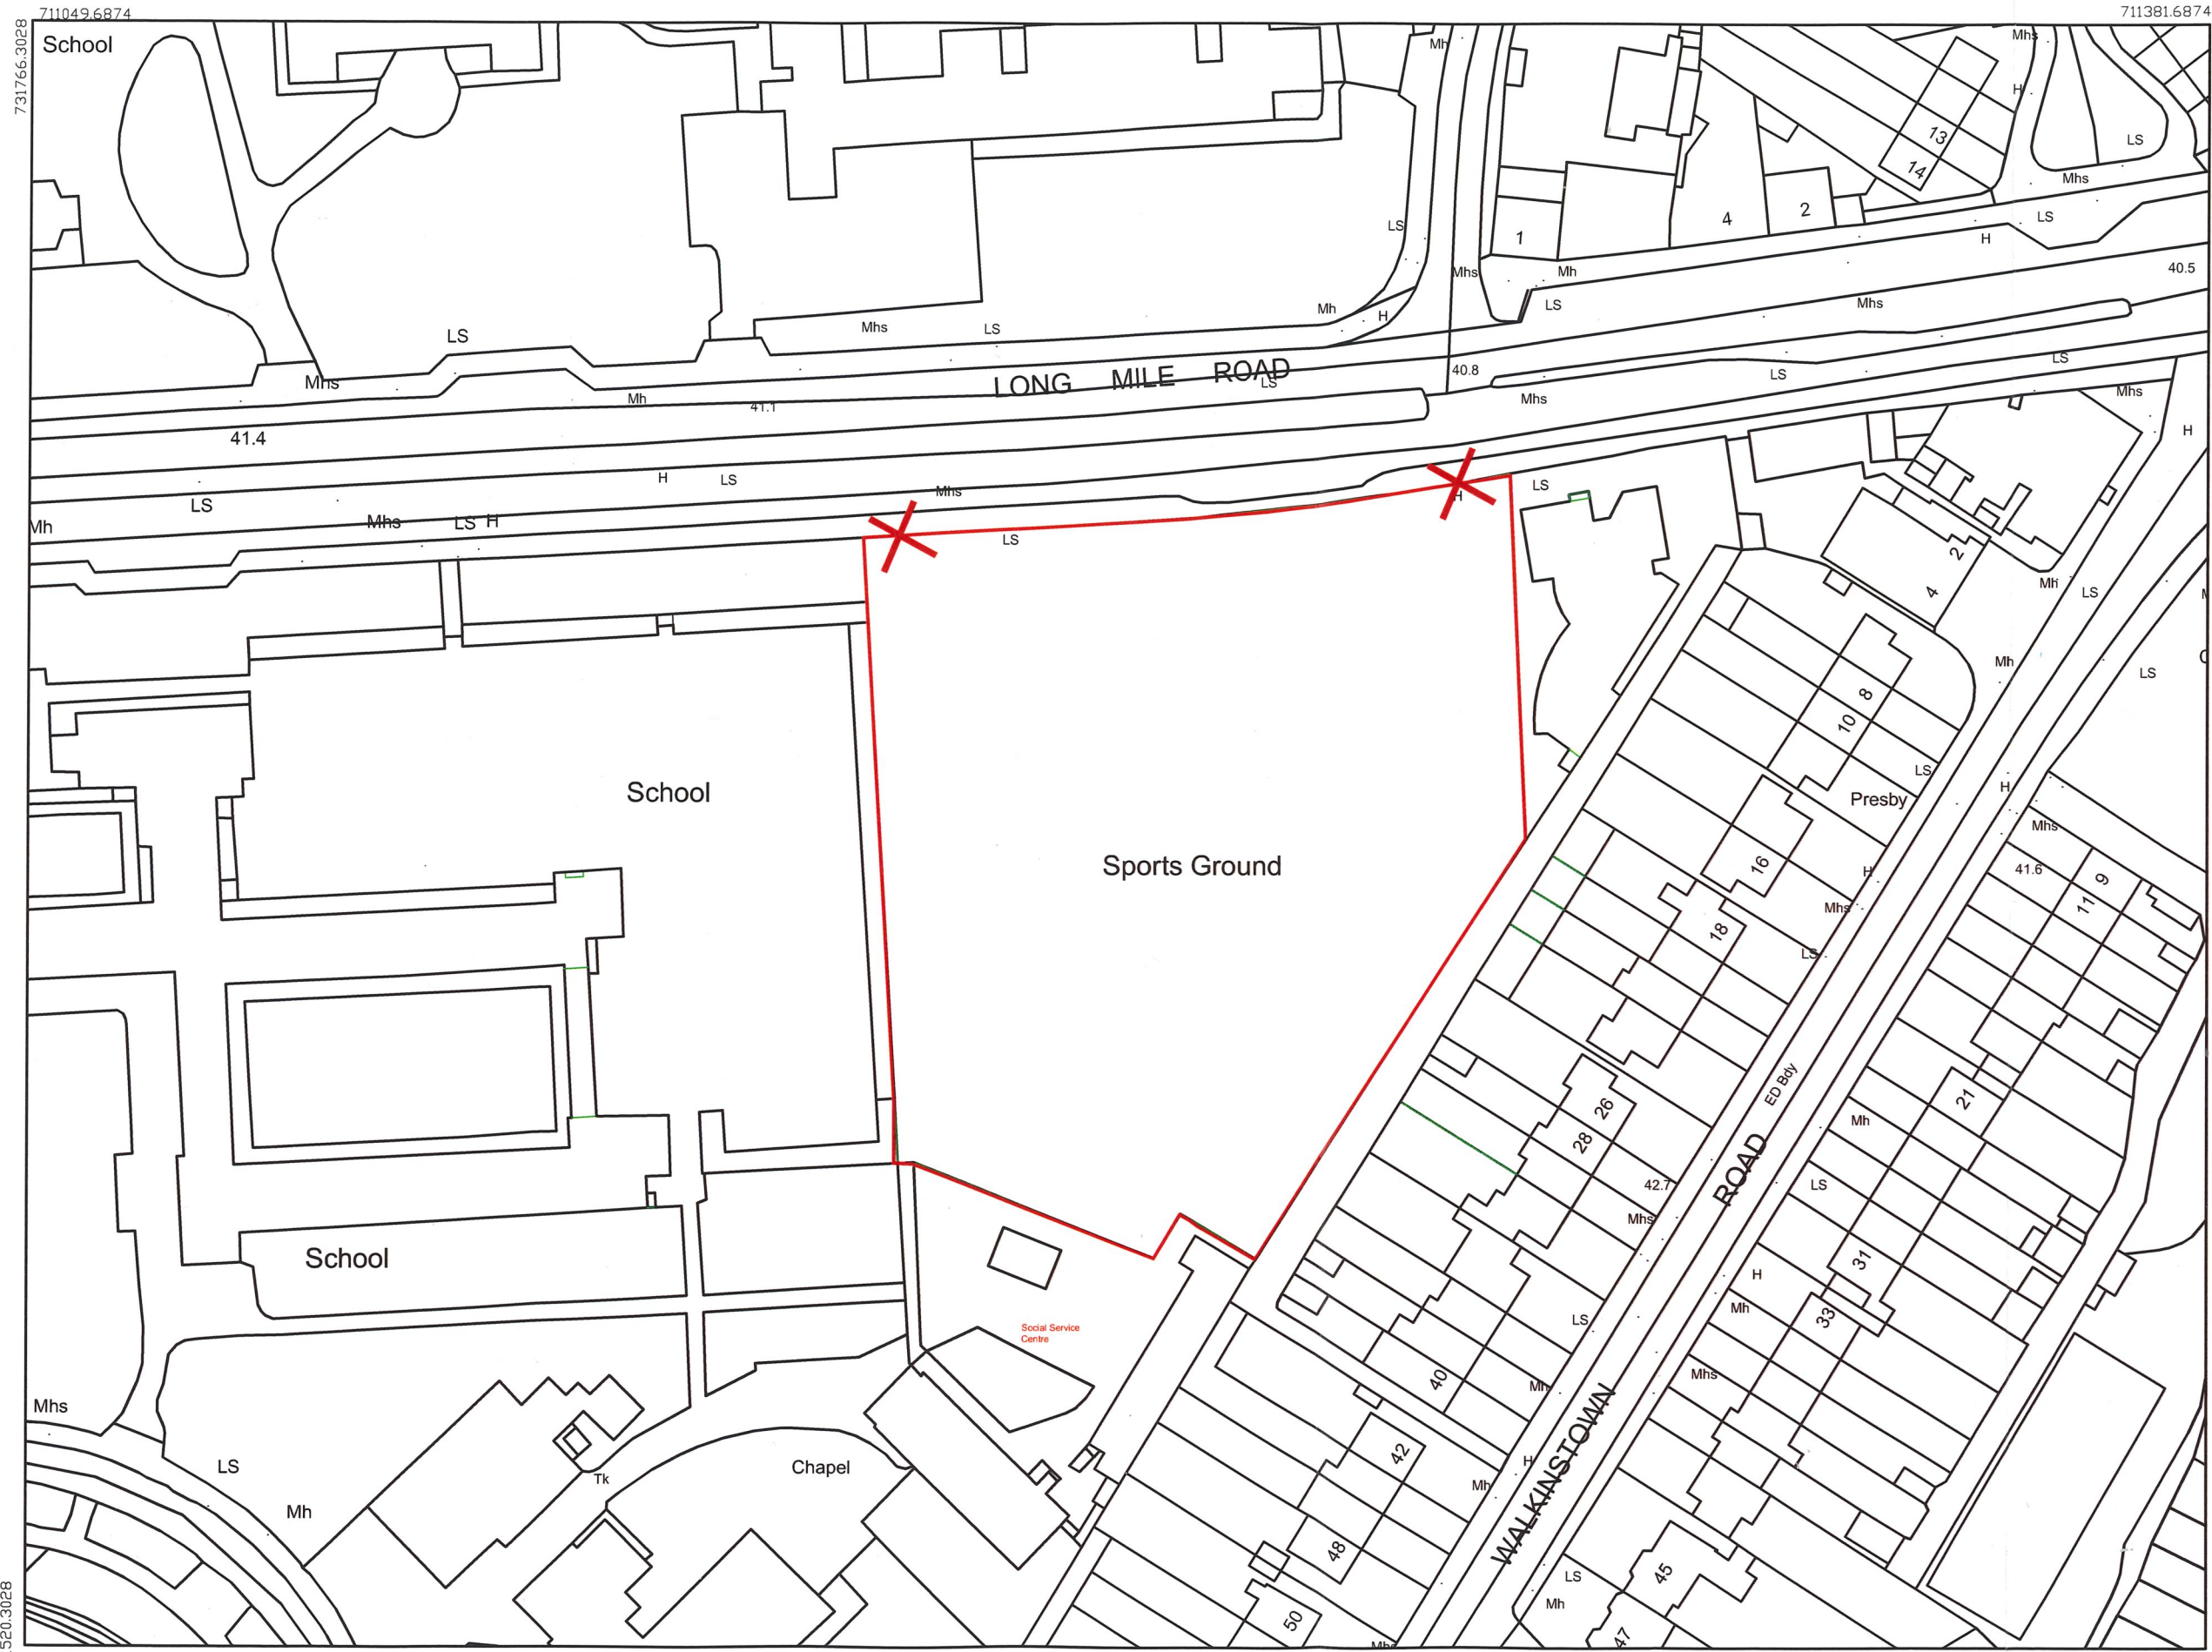 711049.6874
711381.6874
731766.3028
School
Mh
Mhs
H
13
14
LS
Mhs
LS
4
2
LS
H
1
Mhs
Mh
40.5
Mh
H
LS
Mhs
Mhs
LS
LS
LONG MILE ROAD
LS
40.8
LS
LS
Mhs
Mh
41.1
Mhs
Mhs
41.4
H
H
LS
Mhs
H
LS
LS
Mh
Mhs
LS H
LS
2
4
Mh
LS
Mh
LS
8
10
School
Sports Ground
LS
Presby
H
Mhs
16
H
41.6
9
11
Mhs
18
LS
ED Bdy
26
28
21
Mh
ROAD
42.7
LS
Mhs
School
31
H
Mh
33
LS
Social Service
Centre
40
Mh
Mhs
Mhs
WALKINSTOWN
42
H
LS
Chapel
Tk
Mh
Mh
48
45
LS
Mh
50
47
520.3028